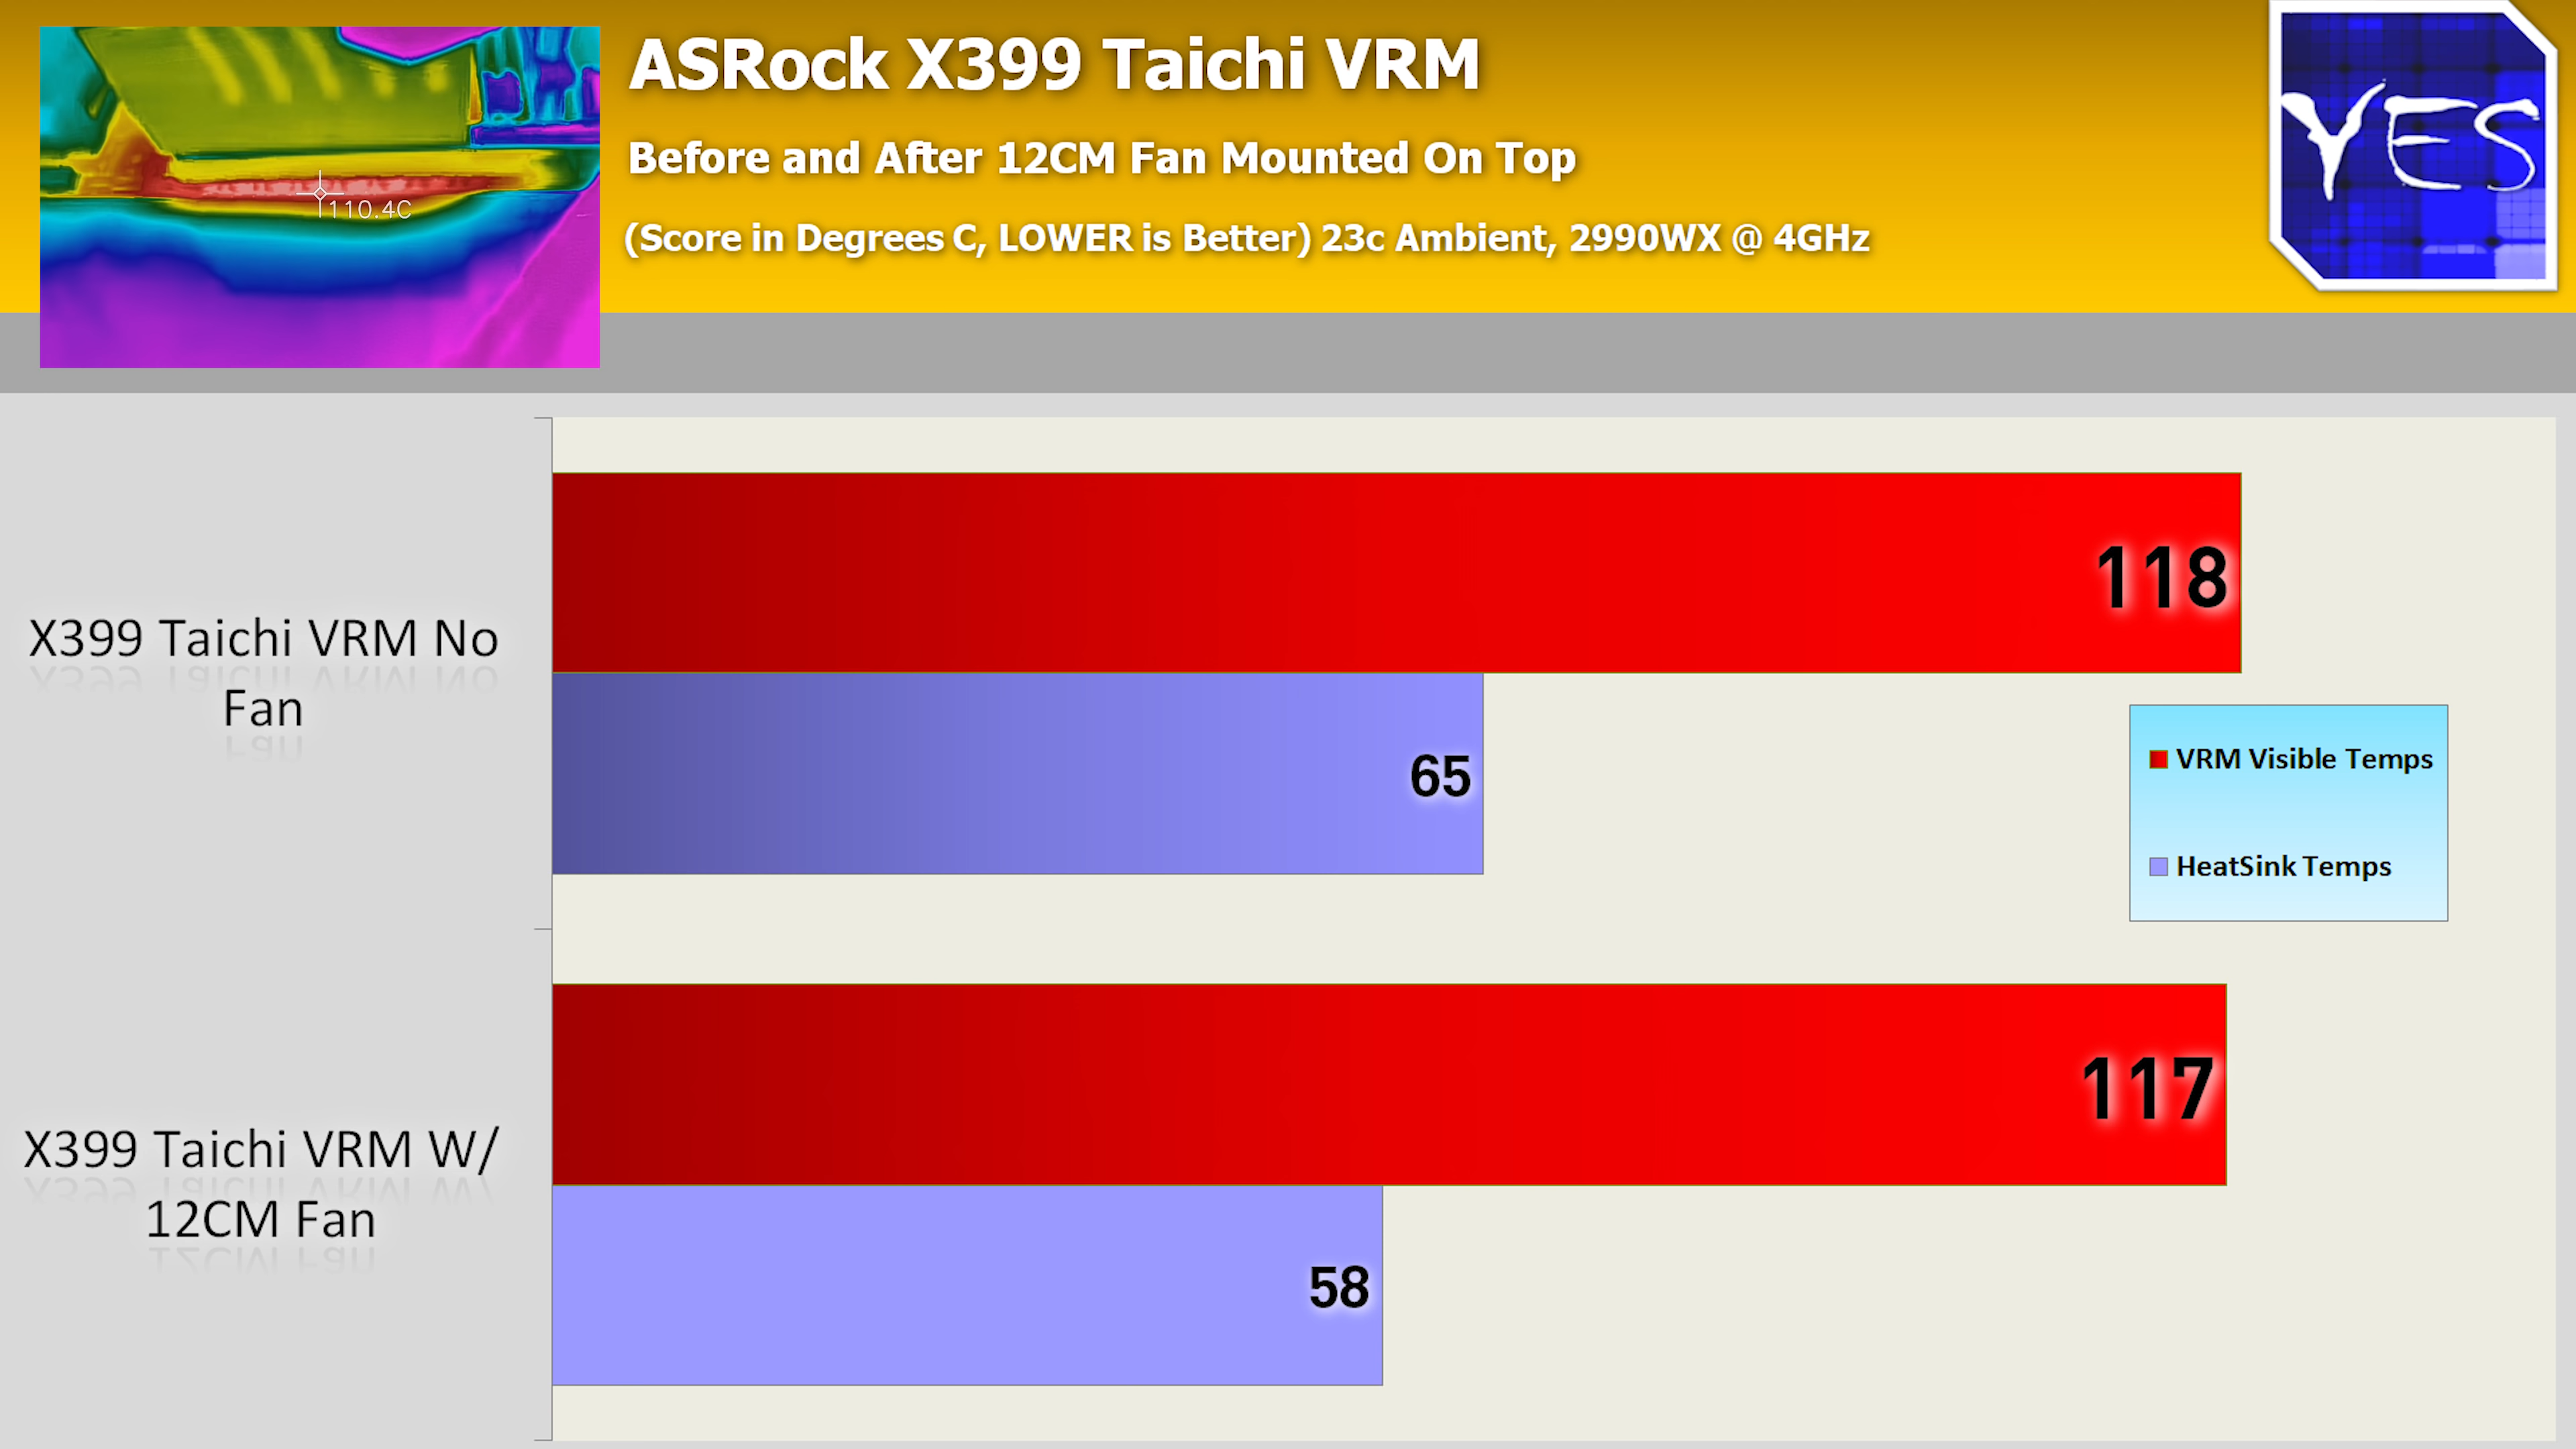 ASRock X399 Taichi VRM
Before and After 12CM Fan Mounted On Top
(Score in Degrees C, LOWER is Better) 23c Ambient, 2990WX @ 4GHz
YES
110.4C
X399 Taichi VRM No
Fan
118
65
VRM Visible Temps
HeatSink Temps
X399 Taichi VRM W/
12CM Fan
117
58